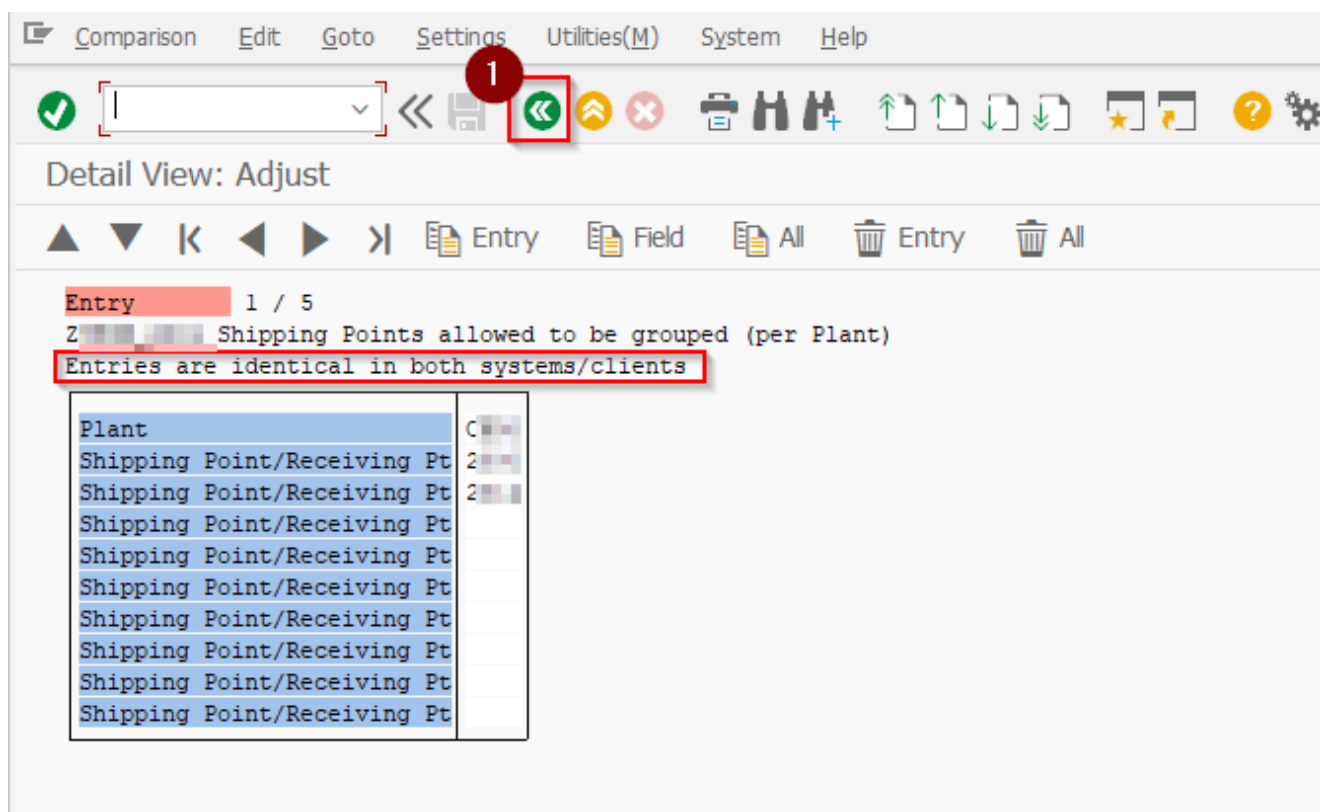 Comparison Edit Goto Settings Utilities(M) System Help
1
Detail View: Adjust
Entry Field All Entry All
Entry 1 / 5
Z Shipping Points allowed to be grouped (per Plant)
Entries are identical in both systems/clients
Plant
Shipping Point/Receiving Pt 2
Shipping Point/Receiving Pt 2
Shipping Point/Receiving Pt
Shipping Point/Receiving Pt
Shipping Point/Receiving Pt
Shipping Point/Receiving Pt
Shipping Point/Receiving Pt
Shipping Point/Receiving Pt
Shipping Point/Receiving Pt